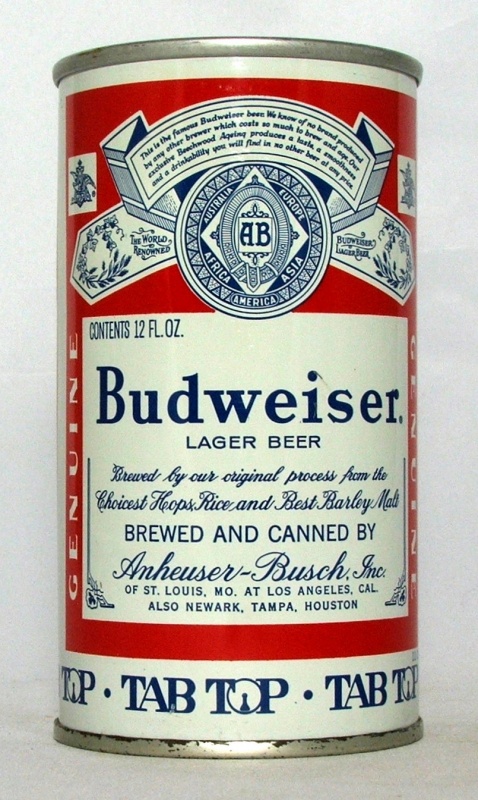 This is the famous Budweiser beer. We know of no brand produced
by any other brewer which costs so much to brew and age. Our
exclusive Beechwood Ageing produces a taste, a smoothness
and a drinkability you will find in no other beer at any price.
AUSTRALIA
EUROPE
AB
AFRICA
ASIA
AMERICA
THE WORLD
RENOWNED
BUDWEISER
LAGER BEER
CONTENTS 12 FL. OZ.
Budweiser.
LAGER BEER
GENUINE
GENUINE
Brewed by our original process from the
Choicest Hops, Rice and Best Barley Malt
BREWED AND CANNED BY
Anheuser-Busch, Inc.
OF ST. LOUIS, MO. AT LOS ANGELES, CAL.
ALSO NEWARK, TAMPA, HOUSTON
TOP · TAB TOP · TAB TOP